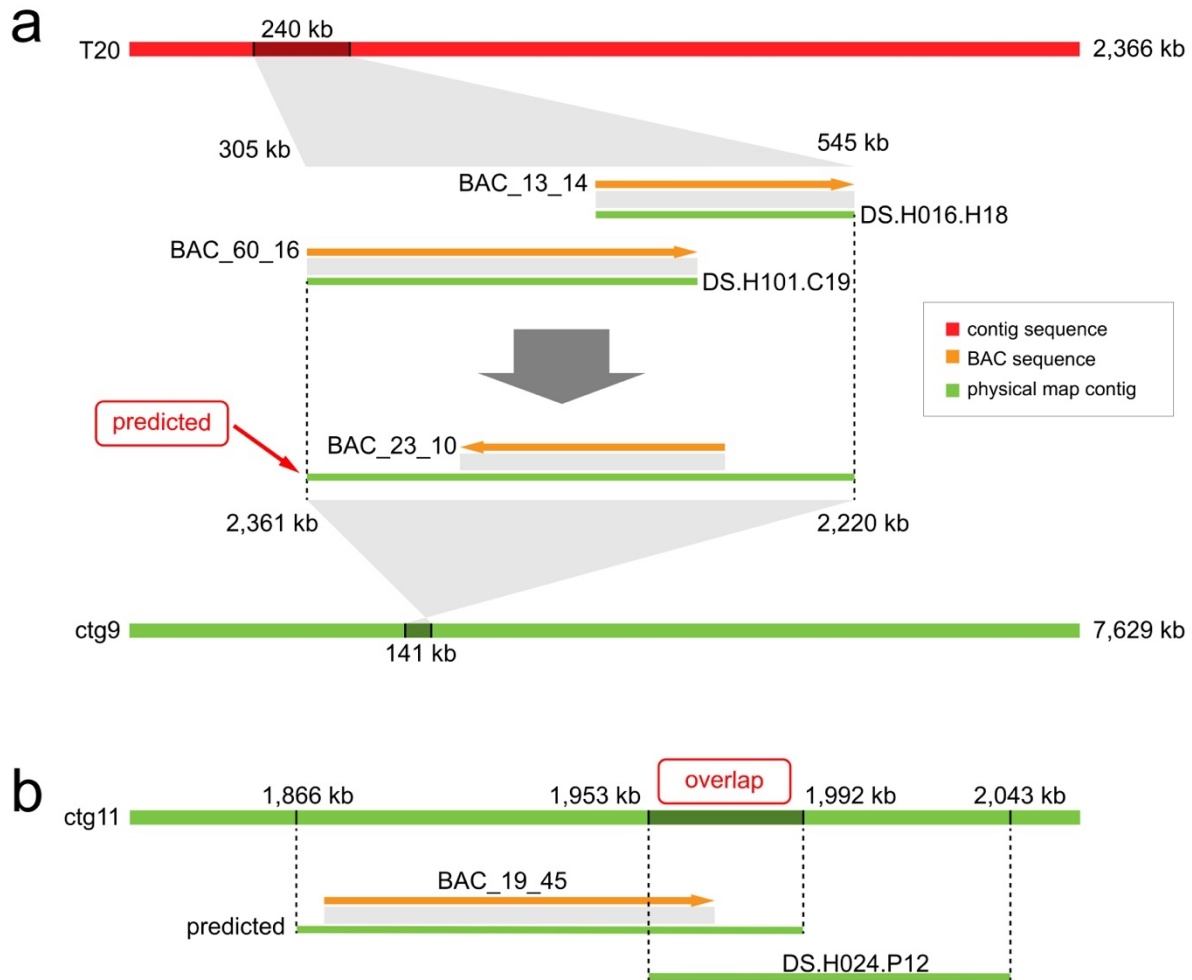 a
240 kb
T20
2,366 kb
305 kb
545 kb
BAC_13_14
DS.H016.H18
BAC_60_16
DS.H101.C19
contig sequence
BAC sequence
physical map contig
predicted
BAC_23_10
2,361 kb
2,220 kb
ctg9
7,629 kb
141 kb
b
overlap
1,866 kb
1,953 kb
1,992 kb
2,043 kb
ctg11
BAC_19_45
predicted
DS.H024.P12